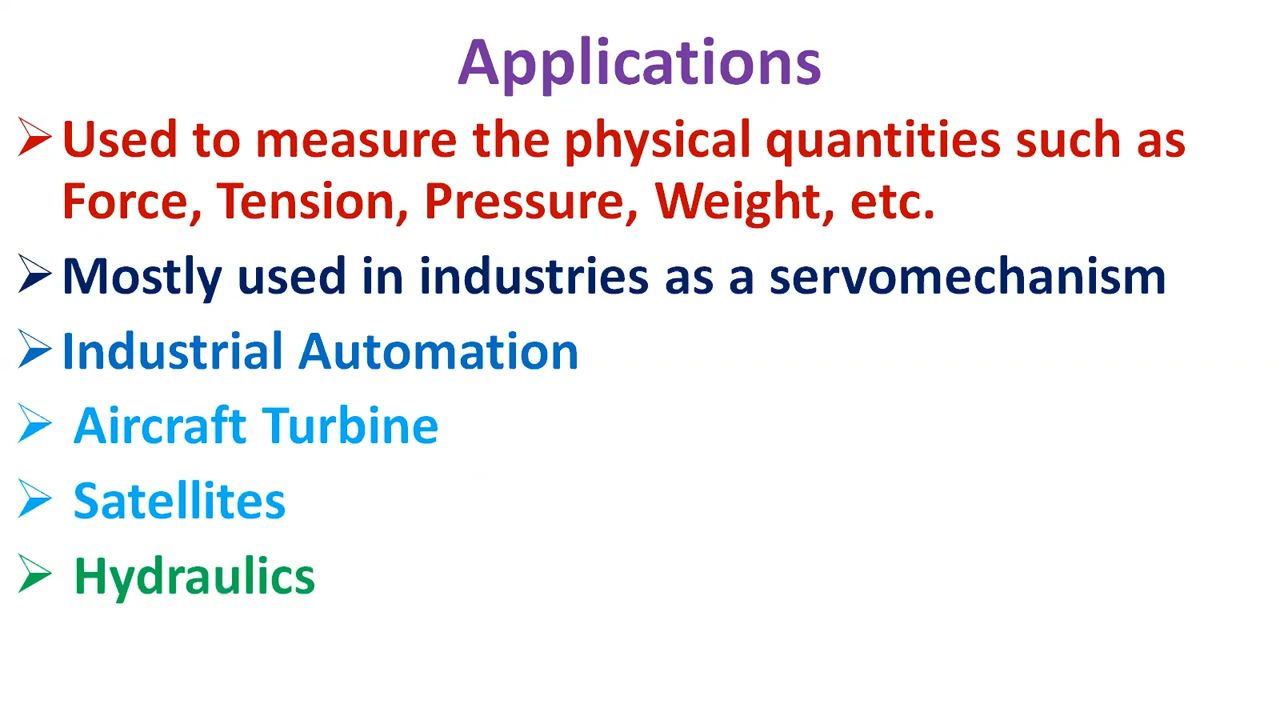 Applications
➢Used to measure the physical quantities such as
Force, Tension, Pressure, Weight, etc.
➢Mostly used in industries as a servomechanism
➢Industrial Automation
➢ Aircraft Turbine
➢ Satellites
➢ Hydraulics